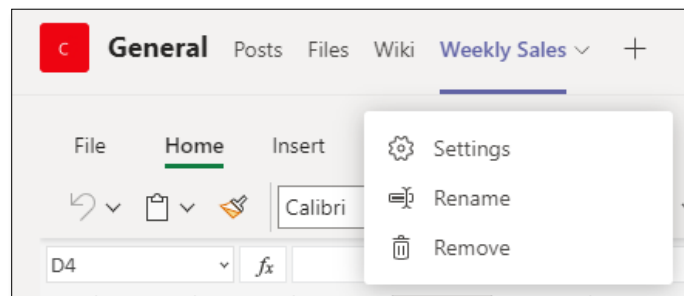 C General Posts Files Wiki Weekly Sales
File Home Insert
Settings
Calibri
Rename
D4 fx
Remove